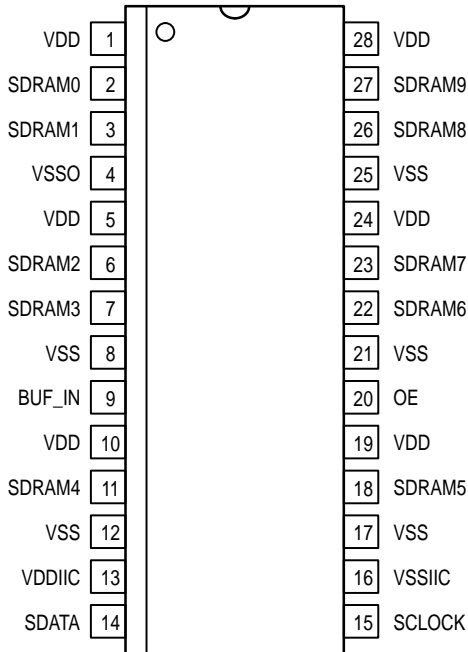 VDD 1 28 VDD
SDRAM0 2 27 SDRAM9
SDRAM1 3 26 SDRAM8
VSSO 4 25 VSS
VDD 5 24 VDD
SDRAM2 6 23 SDRAM7
SDRAM3 7 22 SDRAM6
VSS 8 21 VSS
BUF_IN 9 20 OE
VDD 10 19 VDD
SDRAM4 11 18 SDRAM5
VSS 12 17 VSS
VDDIIC 13 16 VSSIIC
SDATA 14 15 SCLOCK